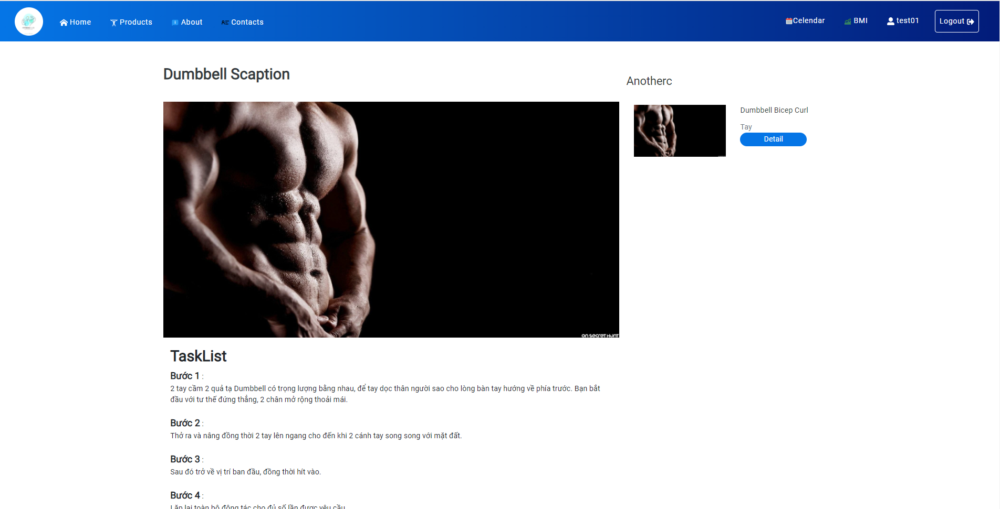 Home
Products
About
Contacts
Celendar
BMI
test01
Logout
Dumbbell Scaption
ON SECRET HUNT
TaskList
Bước 1 :
2 tay cầm 2 quả tạ Dumbbell có trọng lượng bằng nhau, để tay dọc thân người sao cho lòng bàn tay hướng về phía trước. Bạn bắt
đầu với tư thế đứng thẳng, 2 chân mở rộng thoải mái.
Bước 2 :
Thở ra và nâng đồng thời 2 tay lên ngang cho đến khi 2 cánh tay song song với mặt đất.
Bước 3 :
Sau đó trở về vị trí ban đầu, đồng thời hít vào.
Bước 4 :
Lặp lại toàn bộ động tác cho đủ số lần được yêu cầu
Anotherc
Dumbbell Bicep Curl
Tay
Detail